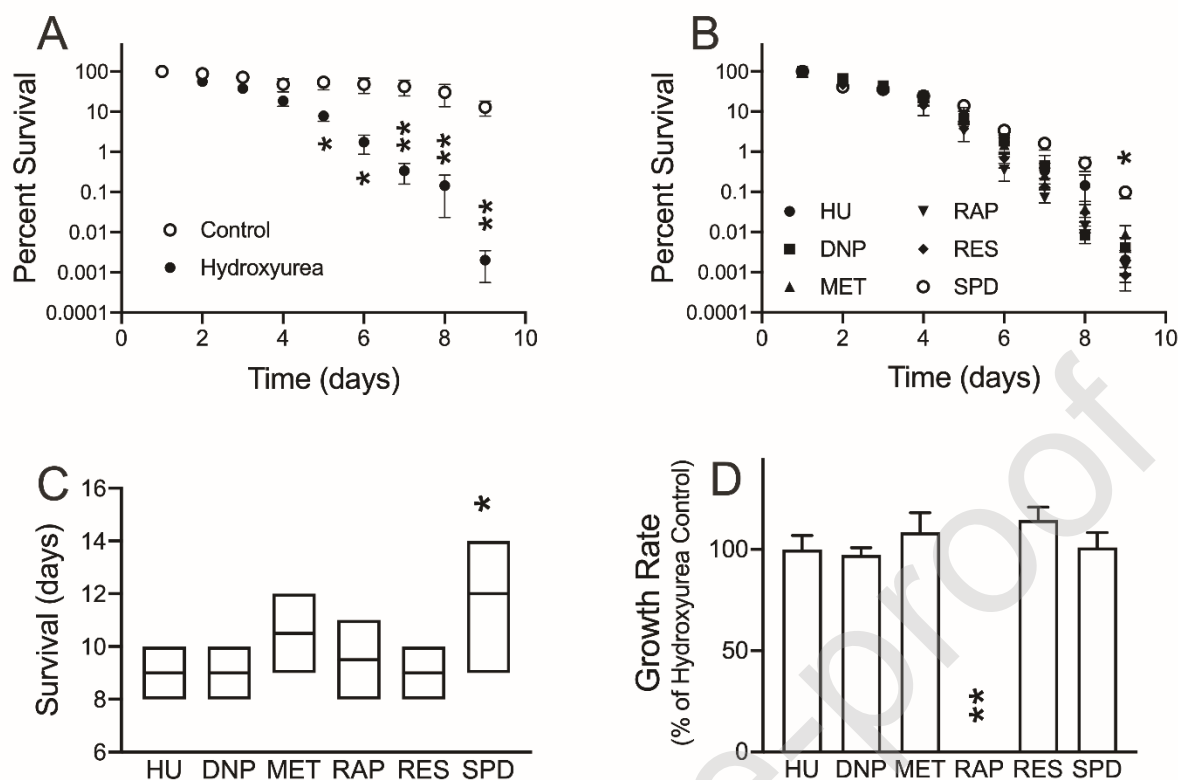 A
Percent Survival
100
10
1
0.1
0.01
0.001
0.0001
Control
Hydroxyurea
*
*
**
**
**
0 2 4 6 8 10
Time (days)
B
Percent Survival
100
10
1
0.1
0.01
0.001
0.0001
HU RAP
DNP RES
MET SPD
*
0 2 4 6 8 10
Time (days)
C
Survival (days)
16
14
12
10
8
6
*
HU DNP MET RAP RES SPD
D
Growth Rate
(% of Hydroxyurea Control)
100
50
0
**
HU DNP MET RAP RES SPD
e-proof